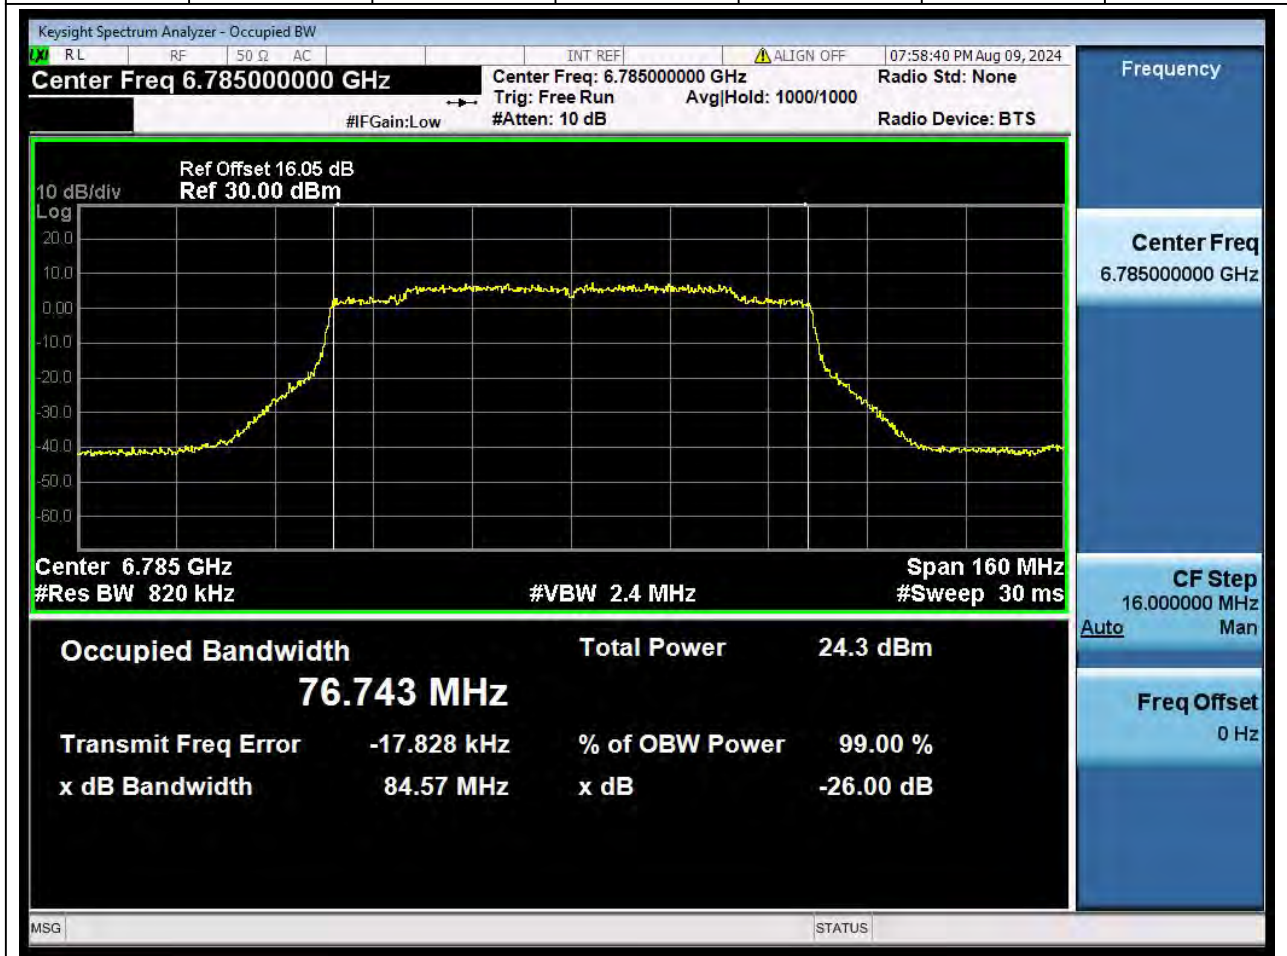 Keysight Spectrum Analyzer - Occupied BW
LXI RL RF 50 Ω AC INT REF ALIGN OFF 07:58:40 PM Aug 09, 2024
Center Freq 6.785000000 GHz
Center Freq: 6.785000000 GHz
Radio Std: None
Trig: Free Run
Avg|Hold: 1000/1000
#IFGain:Low
#Atten: 10 dB
Radio Device: BTS
Ref Offset 16.05 dB
10 dB/div Ref 30.00 dBm
Log
20.0
10.0
0.00
-10.0
-20.0
-30.0
-40.0
-50.0
-60.0
Center 6.785 GHz
Span 160 MHz
#Res BW 820 kHz
#VBW 2.4 MHz
#Sweep 30 ms
Occupied Bandwidth
76.743 MHz
Total Power 24.3 dBm
Transmit Freq Error -17.828 kHz
% of OBW Power 99.00 %
x dB Bandwidth 84.57 MHz
x dB -26.00 dB
Frequency
Center Freq
6.785000000 GHz
CF Step
16.000000 MHz
Auto Man
Freq Offset
0 Hz
MSG
STATUS